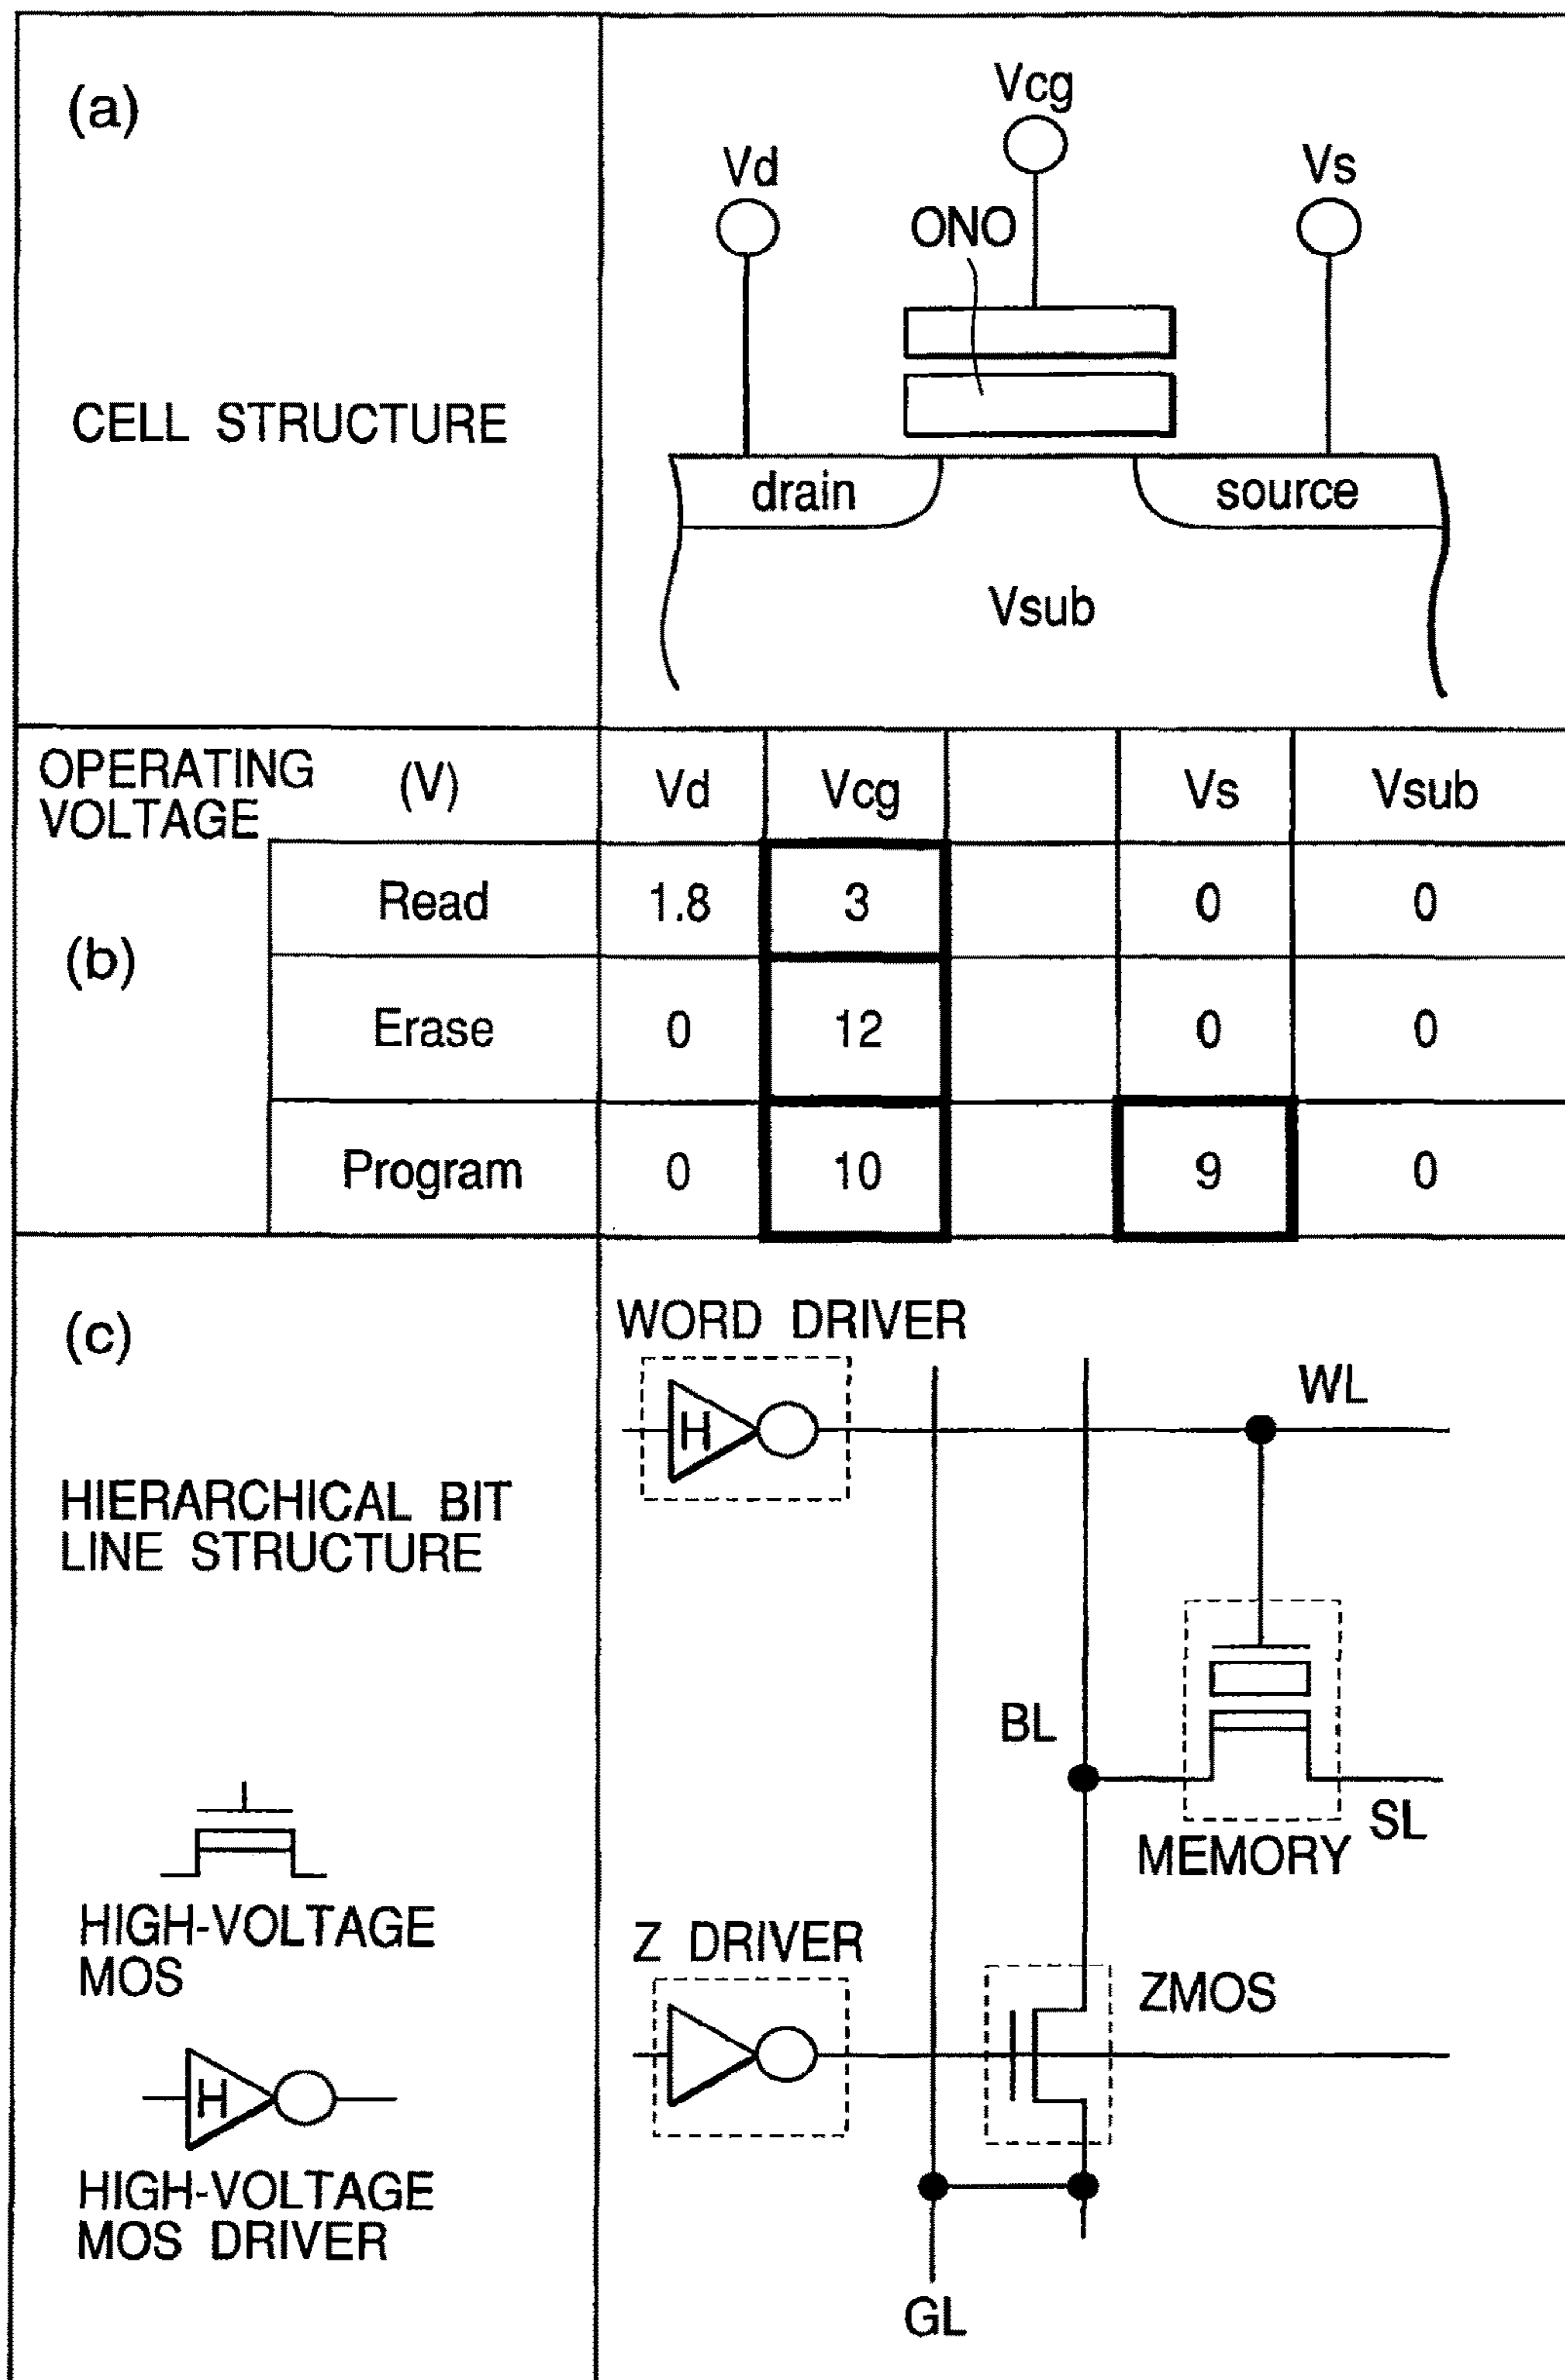 (a)
Vcg
Vd
Vs
ONO
CELL STRUCTURE
drain
source
Vsub
OPERATING VOLTAGE
(V)
Vd
Vcg
Vs
Vsub
(b)
Read
1.8
3
0
0
Erase
0
12
0
0
Program
0
10
9
0
(c)
WORD DRIVER
H
WL
HIERARCHICAL BIT
LINE STRUCTURE
BL
SL
MEMORY
HIGH-VOLTAGE
MOS
Z DRIVER
ZMOS
H
HIGH-VOLTAGE
MOS DRIVER
GL